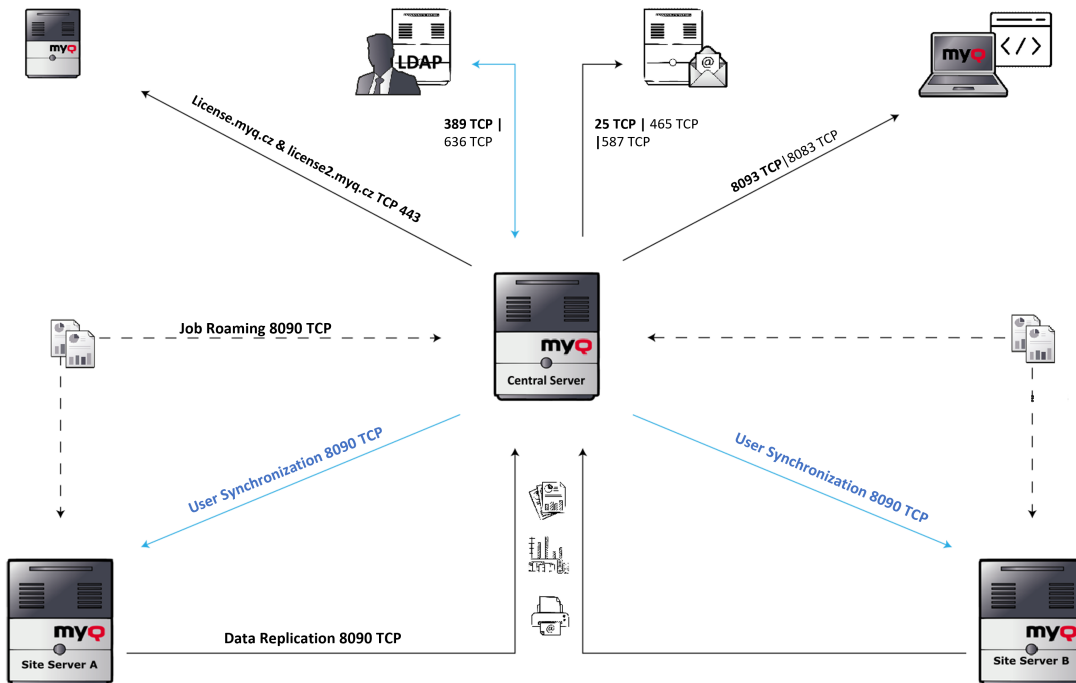 myQ
LDAP
@
</>
myQ
License.myq.cz & license2.myq.cz TCP 443
389 TCP |
636 TCP
25 TCP | 465 TCP
|587 TCP
8093 TCP|8083 TCP
Job Roaming 8090 TCP
myQ
Central Server
User Synchronization 8090 TCP
User Synchronization 8090 TCP
@
myQ
Site Server A
Data Replication 8090 TCP
myQ
Site Server B